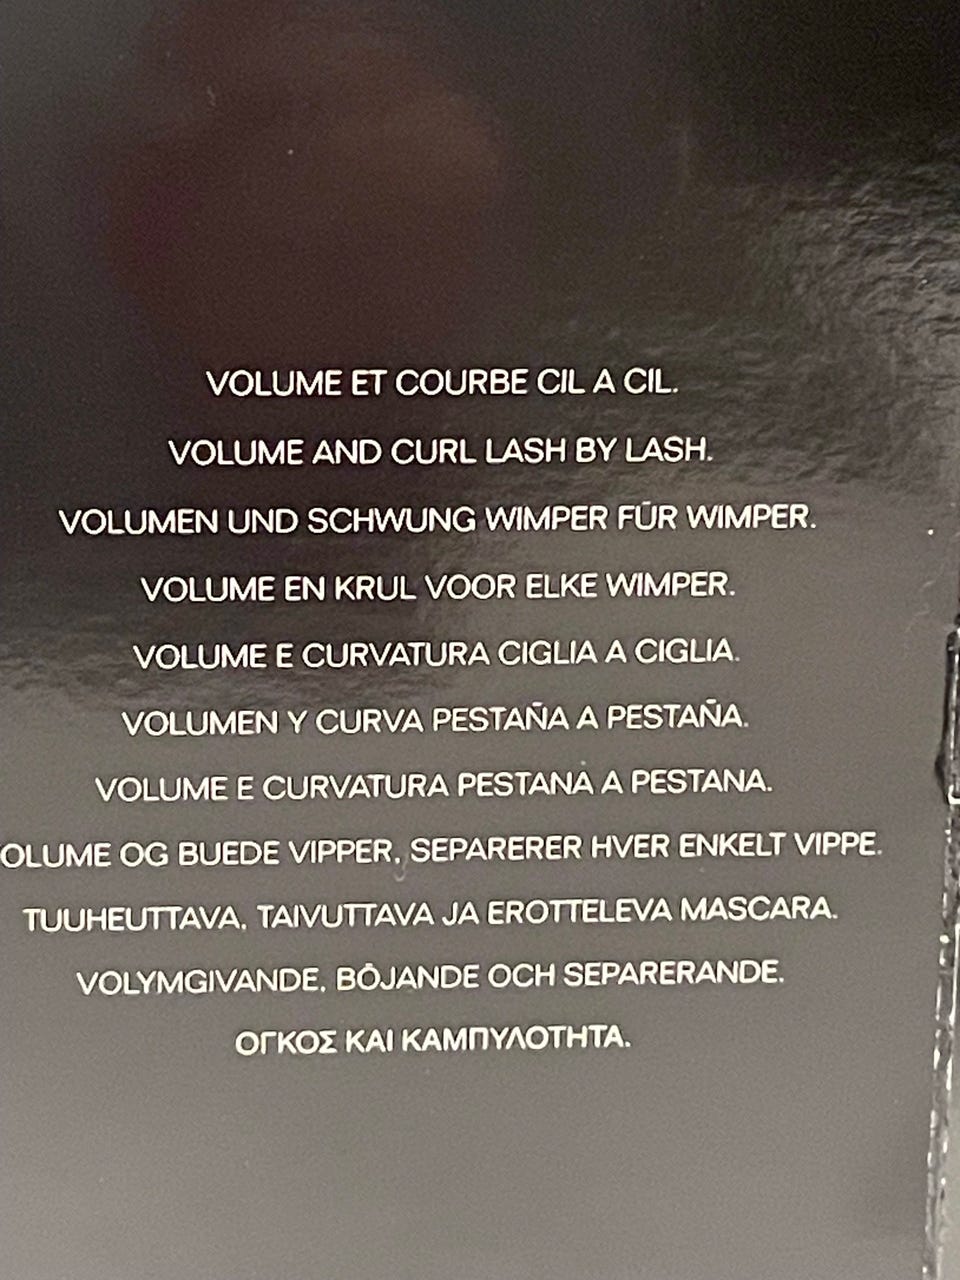 VOLUME ET COURBE CIL A CIL.
VOLUME AND CURL LASH BY LASH.
VOLUMEN UND SCHWUNG WIMPER FÜR WIMPER.
VOLUME EN KRUL VOOR ELKE WIMPER.
VOLUME E CURVATURA CIGLIA A CIGLIA.
VOLUMEN Y CURVA PESTAÑA A PESTAÑA.
VOLUME E CURVATURA PESTANA A PESTANA.
OLUME OG BUEDE VIPPER, SEPARERER HVER ENKELT VIPPE.
TUUHEUTTAVA, TAIVUTTAVA JA EROTTELEVA MASCARA.
VOLYMGIVANDE, BÖJANDE OCH SEPARERANDE.
ΟΓΚΟΣ ΚΑΙ ΚΑΜΠΥΛΟΤΗΤΑ.